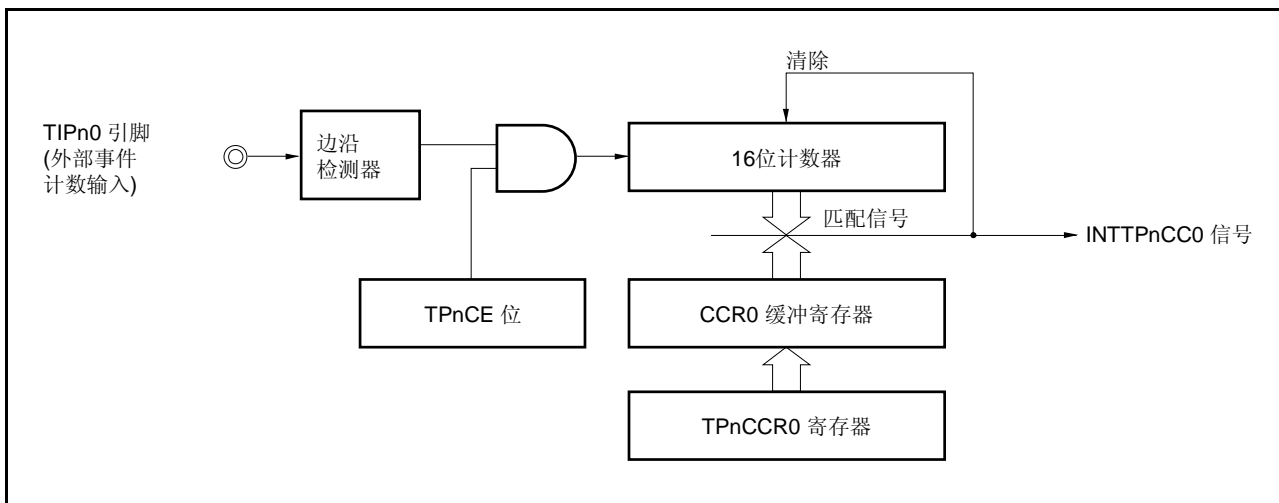 清除
TIPn0 引脚
(外部事件
计数输入)
边沿
检测器
16位计数器
匹配信号
INTTPnCC0 信号
TPnCE 位
CCR0 缓冲寄存器
TPnCCR0 寄存器